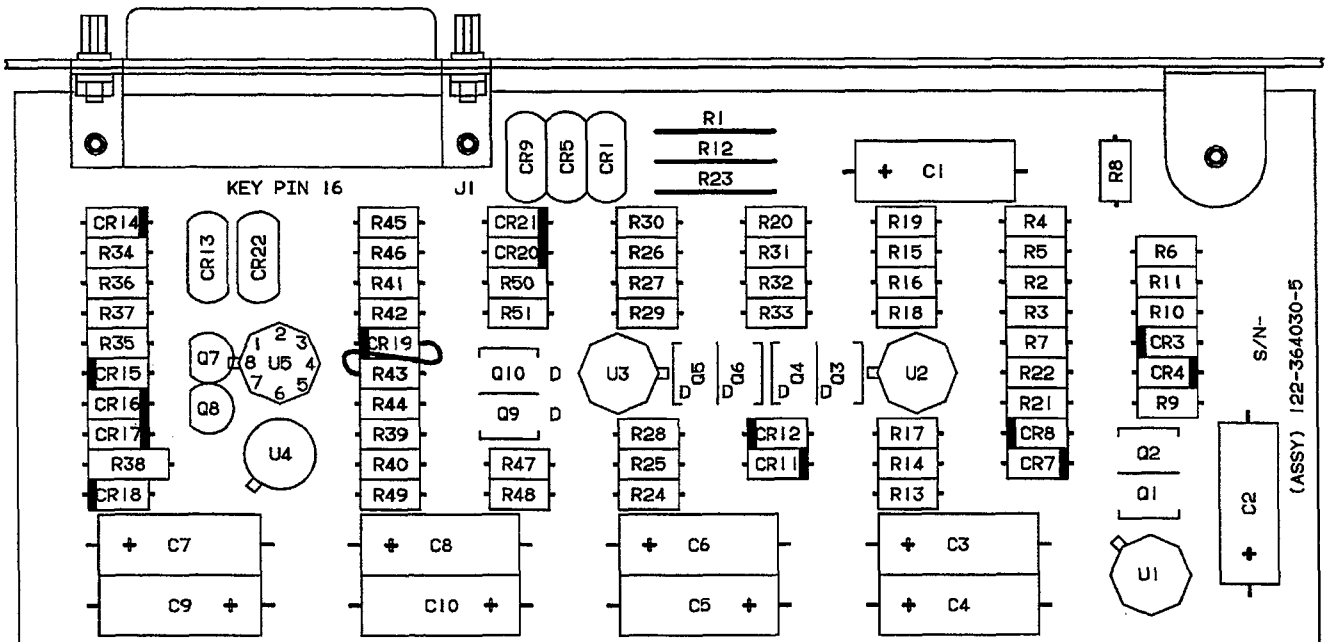 R1
R12
R23
CR9
CR5
CR1
+ C1
R8
KEY PIN 16
J1
CR14
R34
R36
R37
R35
CR15
CR16
CR17
R38
CR18
CR13
CR22
Q7
Q8
1
2
3
4
5
6
7
8
U5
U4
R45
R46
R41
R42
CR19
R43
R44
R39
R40
R49
CR21
CR20
R50
R51
Q10 D
Q9 D
R47
R48
R30
R26
R27
R29
U3
R28
R25
R24
D Q5
D Q6
R20
R31
R32
R33
D Q4
D Q3
CR12
CR11
R19
R15
R16
R18
U2
R17
R14
R13
R4
R5
R2
R3
R7
R22
R21
CR8
CR7
R6
R11
R10
CR3
CR4
R9
Q2
Q1
U1
C2 +
S/N-
(ASSY) 122-364030-5
+ C7
+ C8
+ C6
+ C3
C9 +
C10 +
C5 +
+ C4